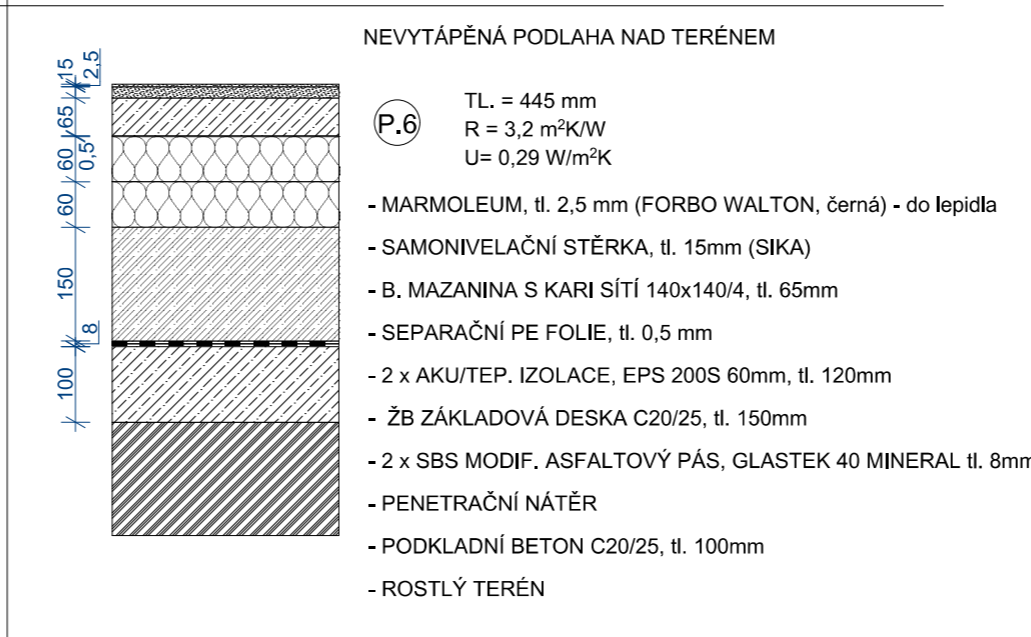 NEVYTÁPĚNÁ PODLAHA NAD TERÉNEM
P.6
TL. = 445 mm
R = 3,2 m²K/W
U= 0,29 W/m²K
- MARMOLEUM, tl. 2,5 mm (FORBO WALTON, černá) - do lepidla
- SAMONIVELAČNÍ STĚRKA, tl. 15mm (SIKA)
- B. MAZANINA S KARI SÍTÍ 140x140/4, tl. 65mm
- SEPARAČNÍ PE FOLIE, tl. 0,5 mm
- 2 x AKU/TEP. IZOLACE, EPS 200S 60mm, tl. 120mm
- ŽB ZÁKLADOVÁ DESKA C20/25, tl. 150mm
- 2 x SBS MODIF. ASFALTOVÝ PÁS, GLASTEK 40 MINERAL tl. 8mm
- PENETRAČNÍ NÁTĚR
- PODKLADNÍ BETON C20/25, tl. 100mm
- ROSTLÝ TERÉN
15
2,5
65
60
0,5
60
150
8
100